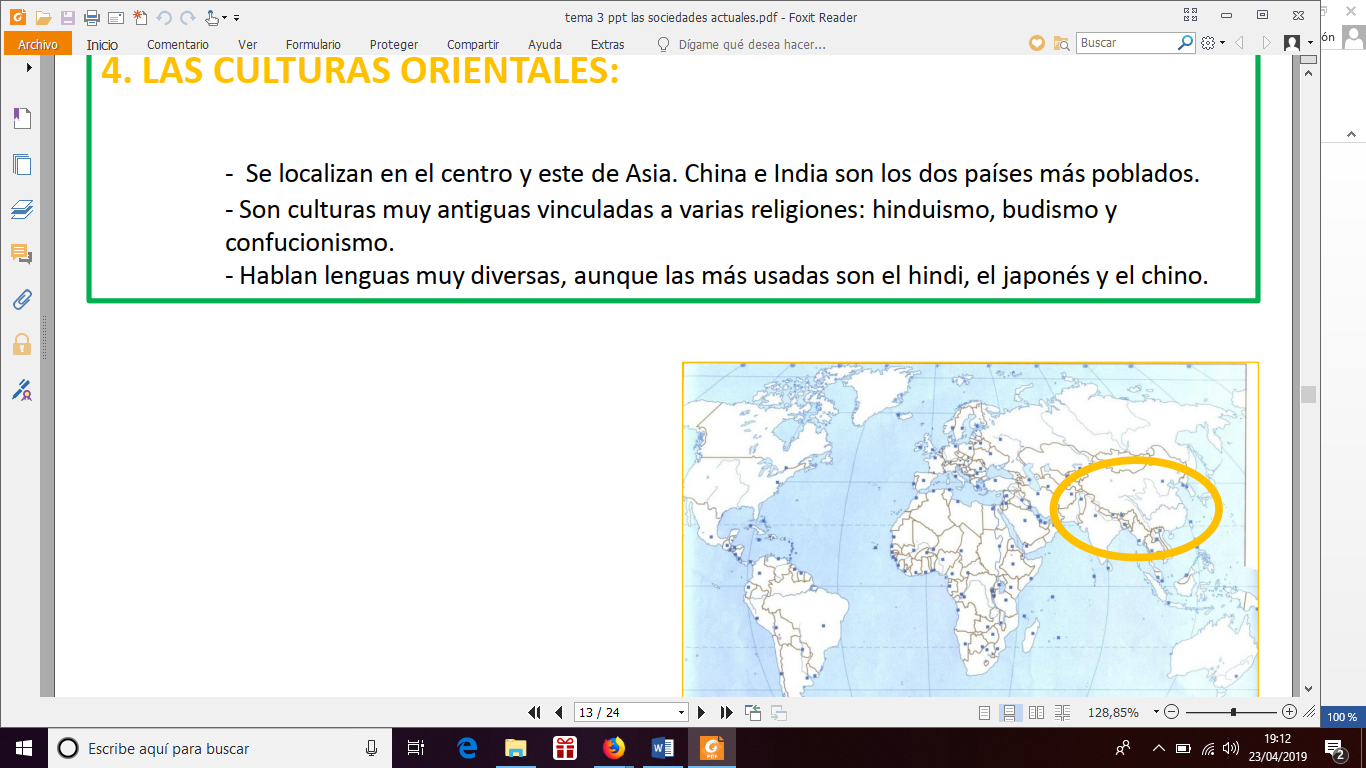 tema 3 ppt las sociedades actuales.pdf - Foxit Reader
Archivo Inicio Comentario Ver Formulario Proteger Compartir Ayuda Extras Dígame qué desea hacer... Buscar
ón
4. LAS CULTURAS ORIENTALES:
- Se localizan en el centro y este de Asia. China e India son los dos países más poblados.
- Son culturas muy antiguas vinculadas a varias religiones: hinduismo, budismo y
confucionismo.
- Hablan lenguas muy diversas, aunque las más usadas son el hindi, el japonés y el chino.
13 / 24 128,85%
100 %
Escribe aquí para buscar
PDF
19:12
23/04/2019
2